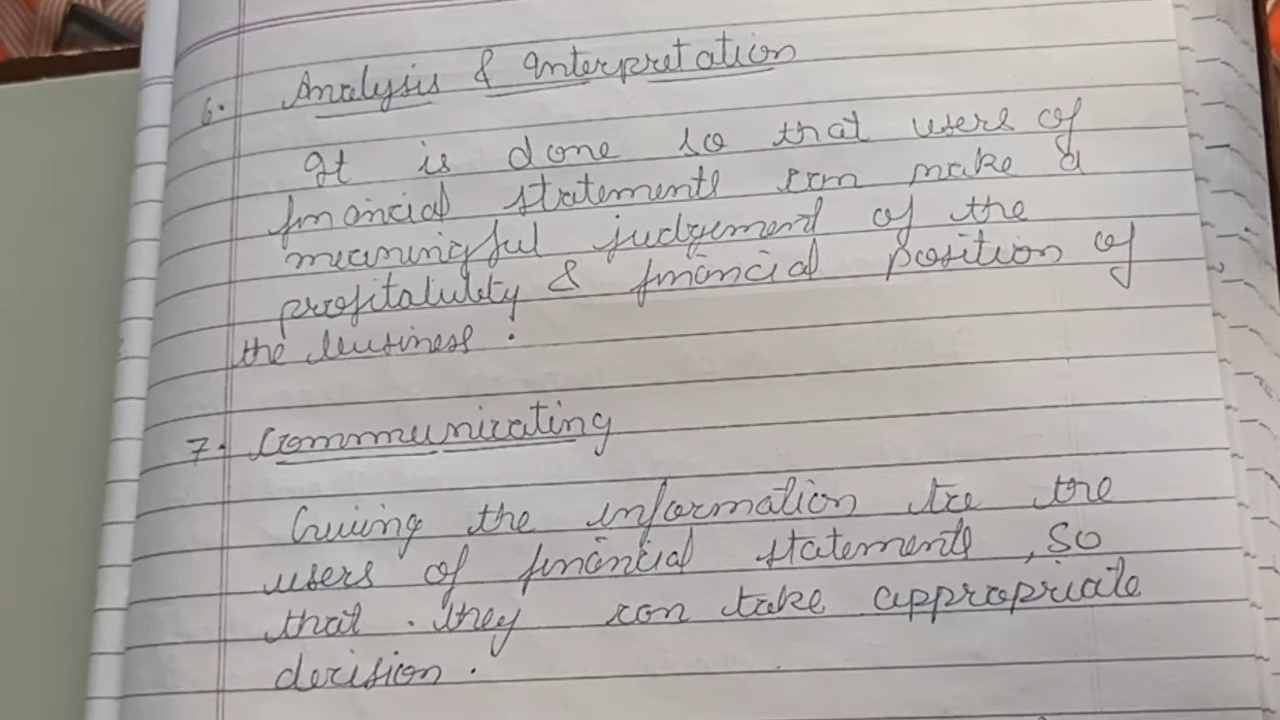 6. Analysis & Interpretation
It is done so that users of
financial statements can make a
meaningful judgement of the
profitability & financial position of
the business.
7. Communicating
Giving the information to the
users of financial statements, so
that they can take appropriate
decision.